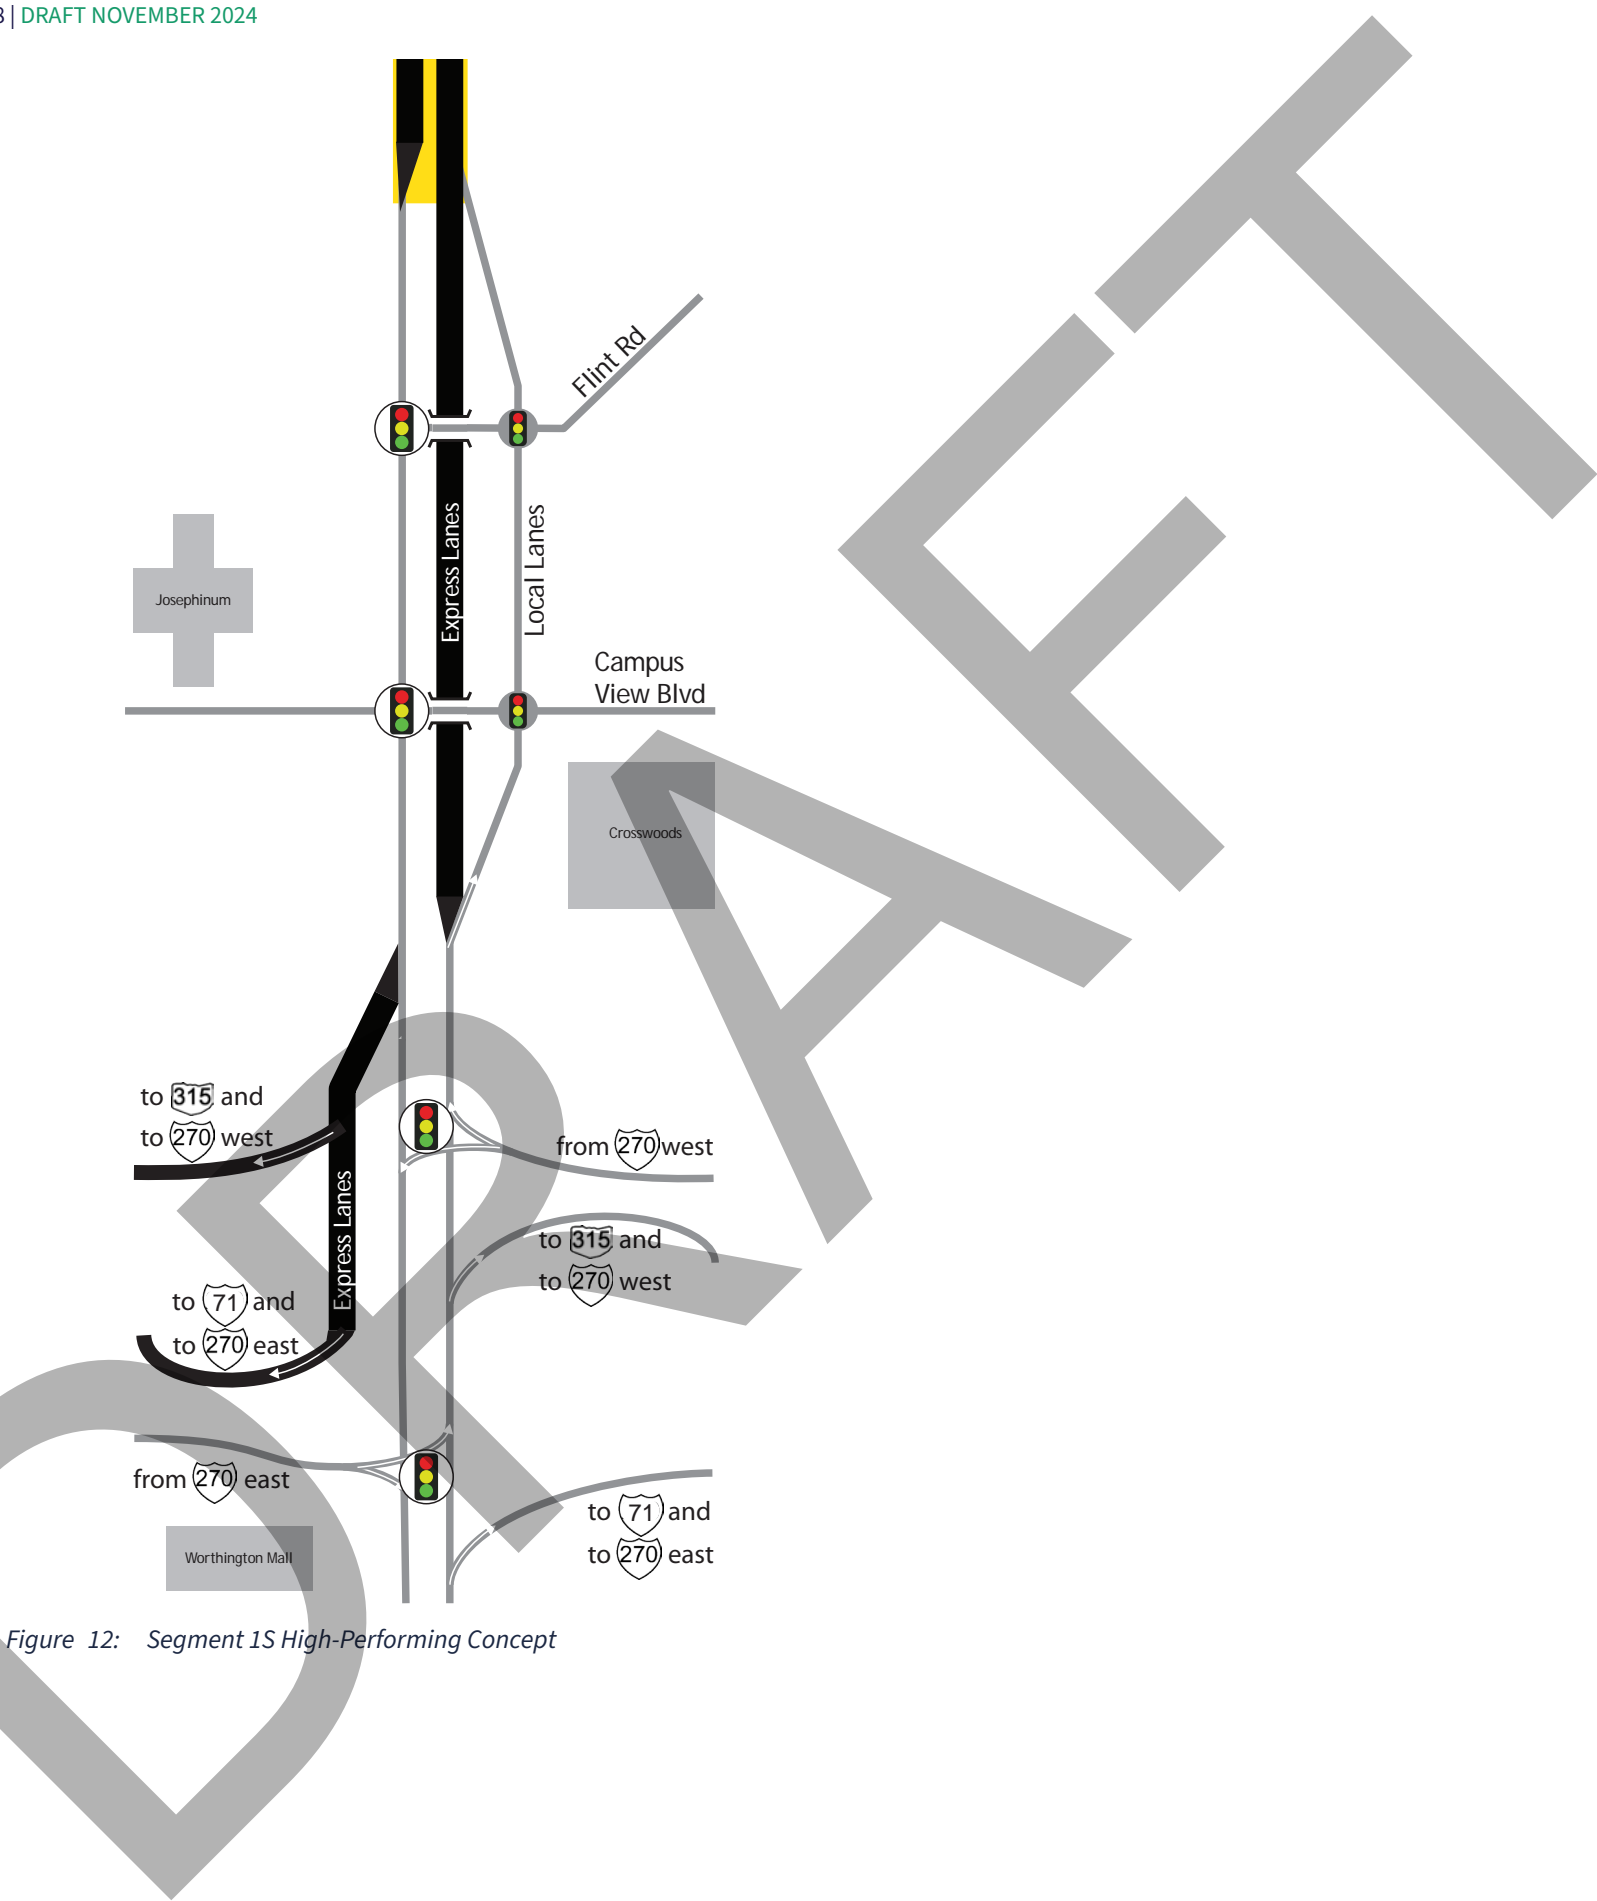 8 | DRAFT NOVEMBER 2024
Flint Rd
Express Lanes
Local Lanes
Josephinum
Campus
View Blvd
Crosswoods
to 315 and
to 270 west
from 270 west
Express Lanes
to 315 and
to 270 west
to 71 and
to 270 east
from 270 east
to 71 and
to 270 east
Worthington Mall
Figure 12: Segment 1S High-Performing Concept
DRAFT